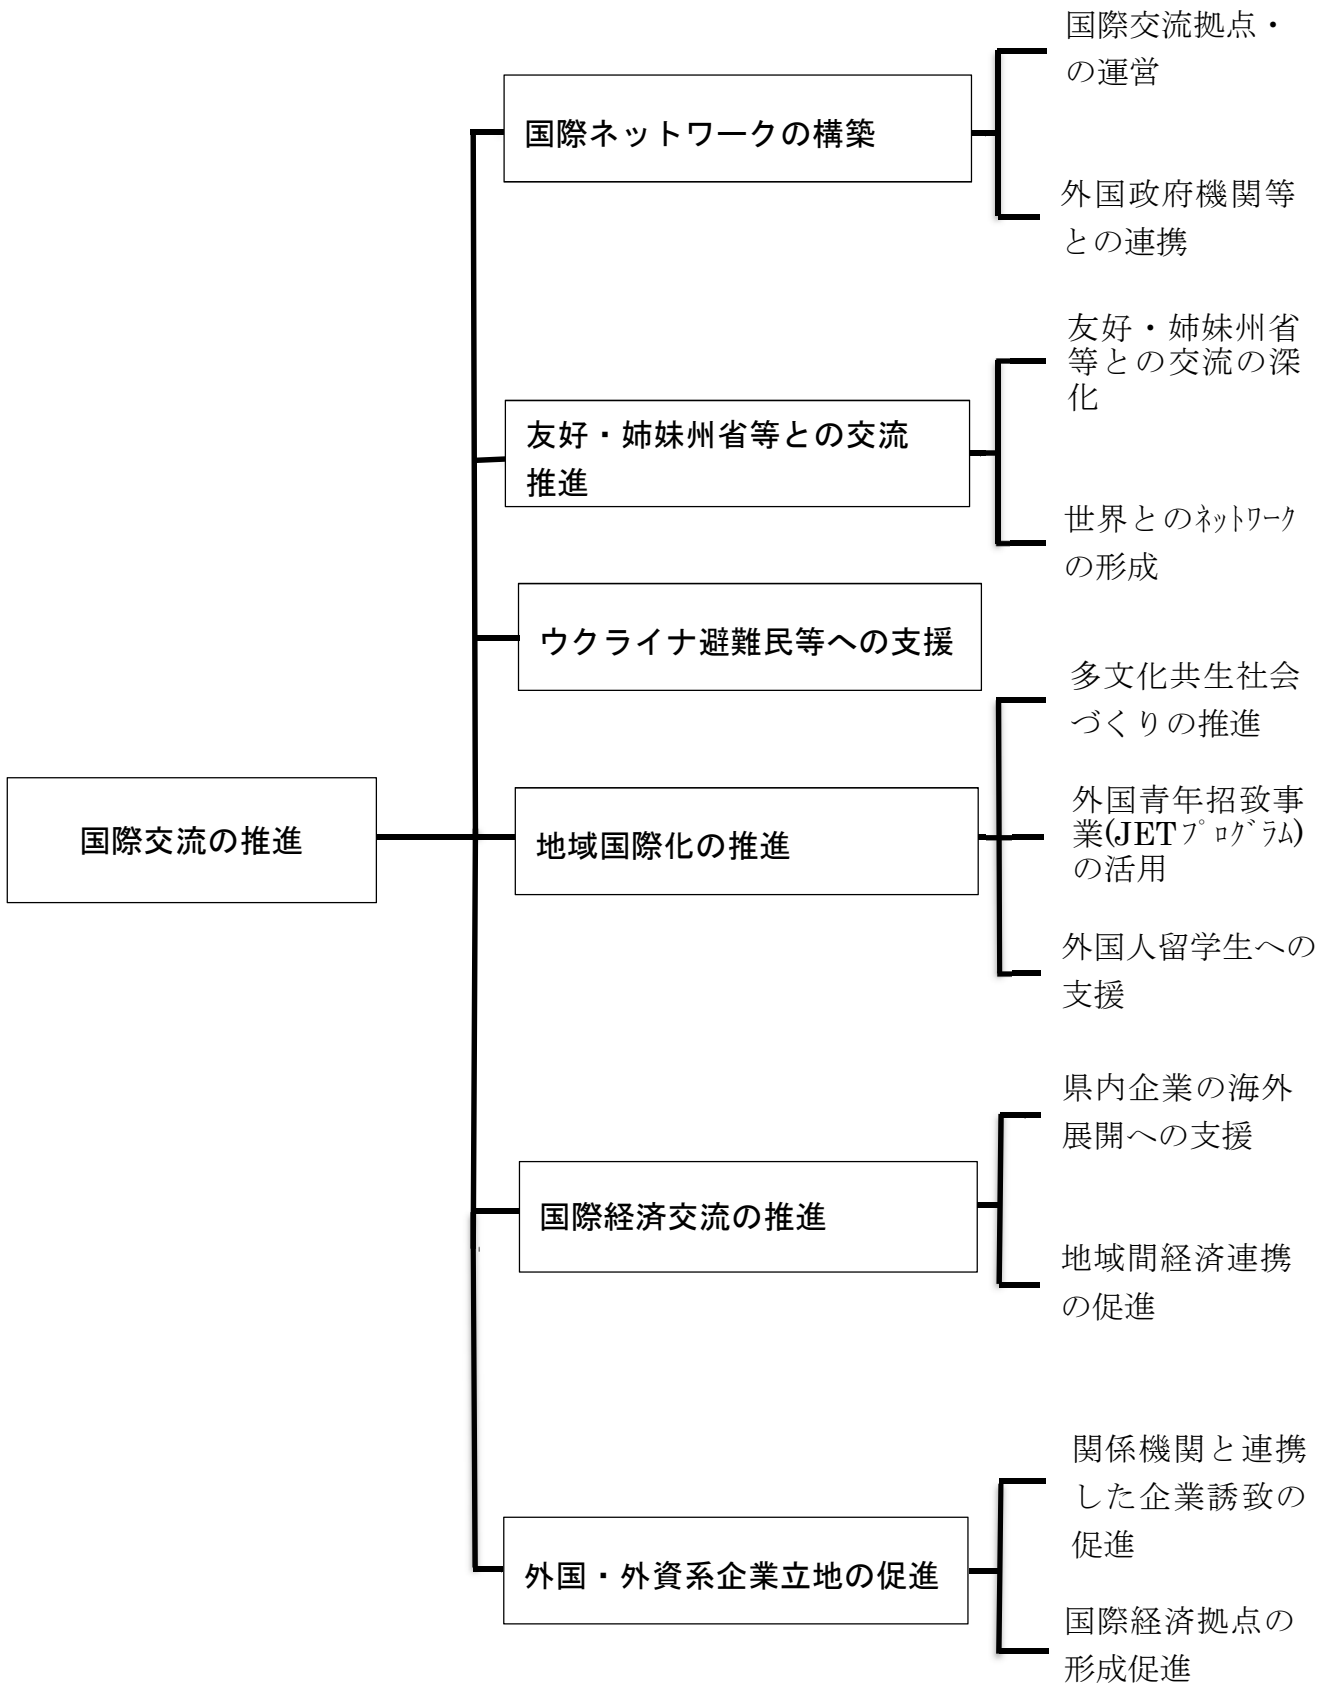 国際交流の推進
国際ネットワークの構築
国際交流拠点・
の運営
外国政府機関等
との連携
友好・姉妹州省等との交流
推進
友好・姉妹州省
等との交流の深
化
世界とのﾈｯﾄﾜｰｸ
の形成
ウクライナ避難民等への支援
地域国際化の推進
多文化共生社会
づくりの推進
外国青年招致事
業(JETﾌﾟﾛｸﾞﾗﾑ)
の活用
外国人留学生への
支援
国際経済交流の推進
県内企業の海外
展開への支援
地域間経済連携
の促進
外国・外資系企業立地の促進
関係機関と連携
した企業誘致の
促進
国際経済拠点の
形成促進